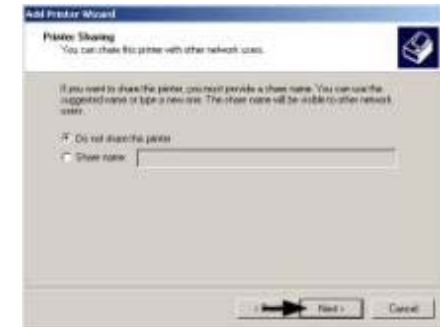 Add Printer Wizard
Printer Sharing
You can share this printer with other network users.
If you want to share this printer, you must provide a share name. You can use the
suggested name or type a new one. The share name will be visible to other network
users.
Do not share this printer
Share name:
Next >
Cancel